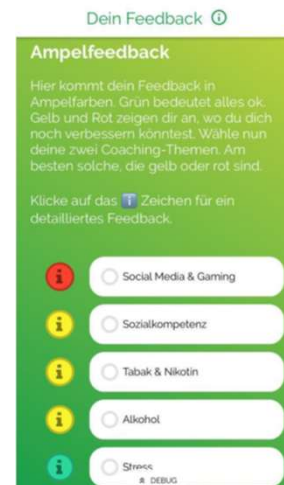 Dein Feedback ⓘ
Ampelfeedback
Hier kommt dein Feedback in
Ampelfarben. Grün bedeutet alles ok.
Gelb und Rot zeigen dir an, wo du dich
noch verbessern könntest. Wähle nun
deine zwei Coaching-Themen. Am
besten solche, die gelb oder rot sind.
Klicke auf das ℹ️ Zeichen für ein
detailliertes Feedback.
i Social Media & Gaming
i Sozialkompetenz
i Tabak & Nikotin
i Alkohol
i Stress
DEBUG